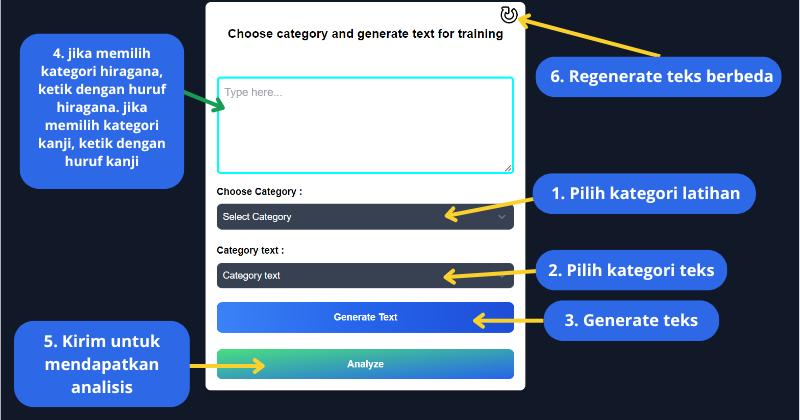 Choose category and generate text for training
4. jika memilih
kategori hiragana,
ketik dengan huruf
hiragana. jika
memilih kategori
kanji, ketik dengan
huruf kanji
6. Regenerate teks berbeda
Type here...
Choose Category :
1. Pilih kategori latihan
Select Category
Category text :
2. Pilih kategori teks
Category text
Generate Text
3. Generate teks
5. Kirim untuk
mendapatkan
analisis
Analyze